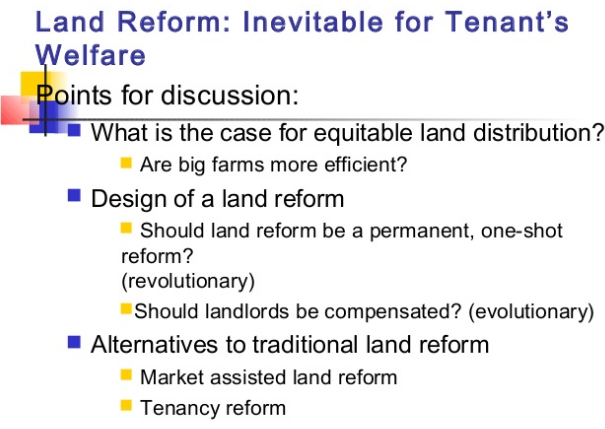 Land Reform: Inevitable for Tenant's
Welfare
Points for discussion:
What is the case for equitable land distribution?
Are big farms more efficient?
Design of a land reform
Should land reform be a permanent, one-shot
reform?
(revolutionary)
Should landlords be compensated? (evolutionary)
Alternatives to traditional land reform
Market assisted land reform
Tenancy reform